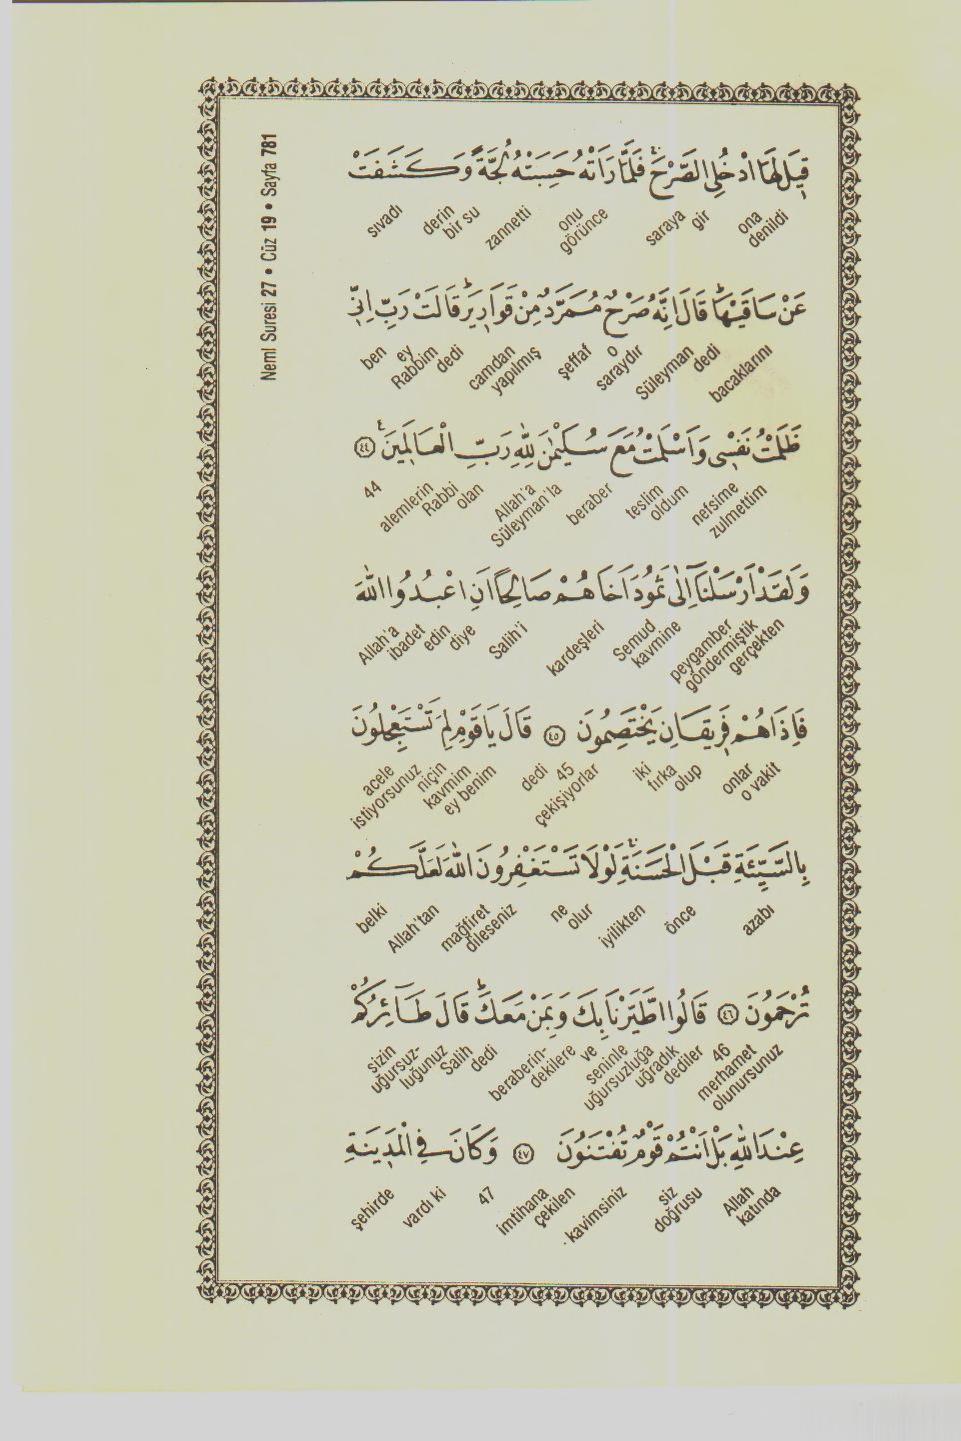 Neml Suresi 27 • Cüz 19 • Sayfa 781
قِيلَ لَهَا ادْخُلِي الصَّرْحَۚ فَلَمَّا رَاَتْهُ حَسِبَتْهُ لُجَّةً وَكَشَفَتْ
ona denildi gir saraya onu görünce zannetti derin bir su sıvadı
عَنْ سَاقَيْهَاۜ قَالَ اِنَّهُ صَرْحٌ مُمَرَّدٌ مِنْ قَوَارِيرَۜ قَالَتْ رَبِّ اِنِّي
bacaklarını dedi Süleyman o saraydır şeffaf camdan yapılmış dedi ey Rabbim ben
ظَلَمْتُ نَفْسِي وَاَسْلَمْتُ مَعَ سُلَيْمٰنَ لِلّٰهِ رَبِّ الْعَالَمِينَ ﴿٤٤﴾
nefsime zulmettim teslim oldum beraber Allah'a Süleyman'la olan Rabbi alemlerin 44
وَلَقَدْ اَرْسَلْنَٓا اِلٰى ثَمُودَ اَخَاهُمْ صَالِحًا اَنِ اعْبُدُوا اللّٰهَ
peygamber göndermiştik gerçekten Semud kavmine kardeşleri Salih'i diye edin ibadet Allah'a
فَاِذَا هُمْ فَرِيقَانِ يَخْتَصِمُونَ ﴿٤٥﴾ قَالَ يَا قَوْمِ لِمَ تَسْتَعْجِلُونَ
onlar o vakit olup fırka iki çekişiyorlar 45 dedi ey benim kavmim niçin istiyorsunuz acele
بِالسَّيِّئَةِ قَبْلَ الْحَسَنَةِۚ لَوْلَا تَسْتَغْفِرُونَ اللّٰهَ لَعَلَّكُمْ
azabı önce iyilikten ne olur mağfiret dileseniz Allah'tan belki
تُرْحَمُونَ ﴿٤٦﴾ قَالُوا اطَّيَّرْنَا بِكَ وَبِمَنْ مَعَكَۜ قَالَ طَٓائِرُكُمْ
merhamet olunursunuz 46 dediler uğursuzluğa uğradık seninle ve beraberin- dekilere dedi Salih sizin uğursuz- luğunuz
عِنْدَ اللّٰهِ بَلْ اَنْتُمْ قَوْمٌ تُفْتَنُونَ ﴿٤٧﴾ وَكَانَ فِي الْمَدِينَةِ
Allah katında siz doğrusu kavimsiniz imtihana çekilen 47 vardı ki şehirde